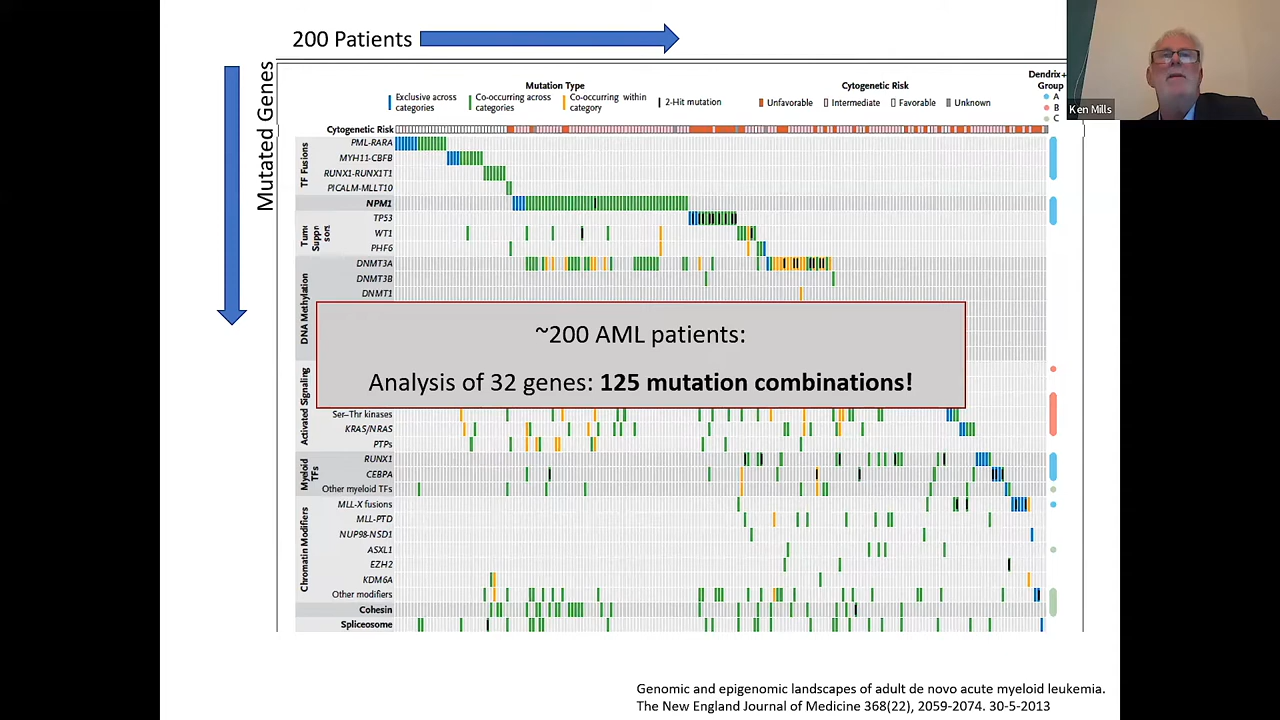 200 Patients
Mutated Genes
Mutation Type
Cytogenetic Risk
Dendrix+
Group
Exclusive across
categories
Co-occurring across
categories
Co-occurring within
category
2-Hit mutation
Unfavorable
Intermediate
Favorable
Unknown
A
B
C
Ken Mills
Cytogenetic Risk
TF Fusions
PML-RARA
MYH11-CBFB
RUNX1-RUNX1T1
PICALM-MLLT10
NPM1
Tumr
Suppr
sors
TP53
WT1
PHF6
DNA Methylation
DNMT3A
DNMT3B
DNMT1
~200 AML patients:
Analysis of 32 genes: 125 mutation combinations!
Activated Signaling
Ser–Thr kinases
KRAS/NRAS
PTPs
Myeloid
TFs
RUNX1
CEBPA
Other myeloid TFs
Chromatin Modifiers
MLL-X fusions
MLL-PTD
NUP98-NSD1
ASXL1
EZH2
KDM6A
Other modifiers
Cohesin
Spliceosome
Genomic and epigenomic landscapes of adult de novo acute myeloid leukemia.
The New England Journal of Medicine 368(22), 2059-2074. 30-5-2013